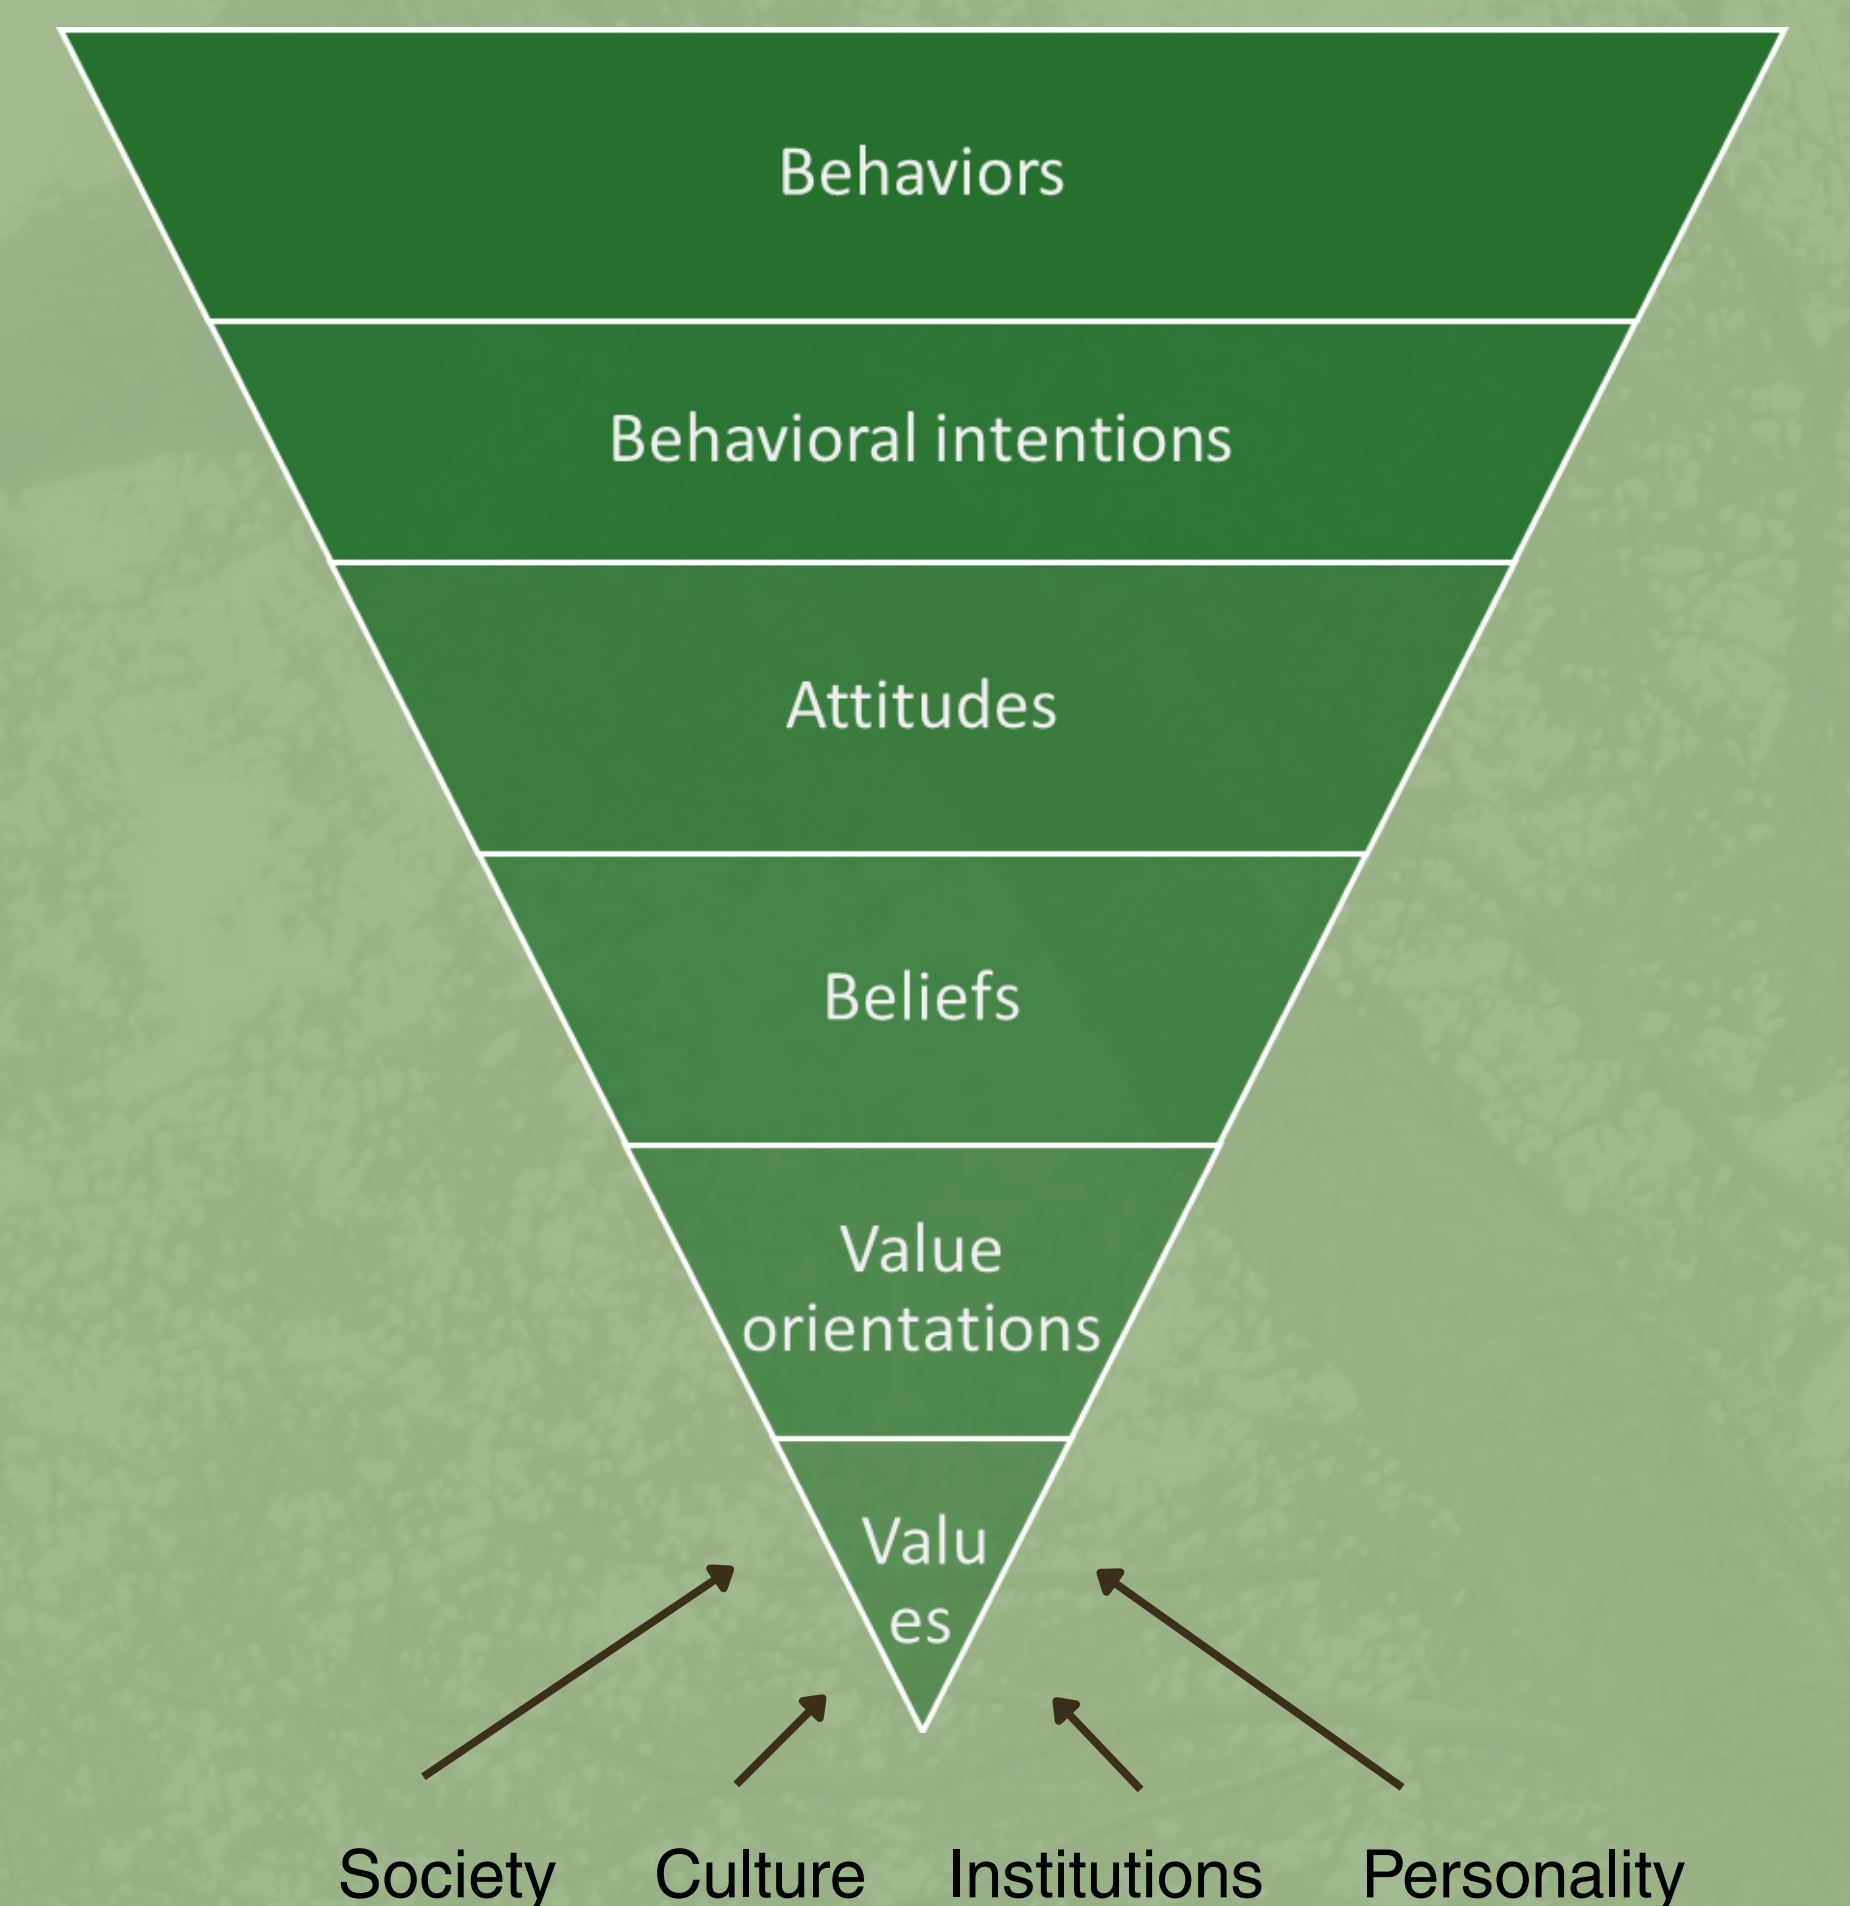 Behaviors
Behavioral intentions
Attitudes
Beliefs
Value
orientations
Valu
es
Society Culture Institutions Personality